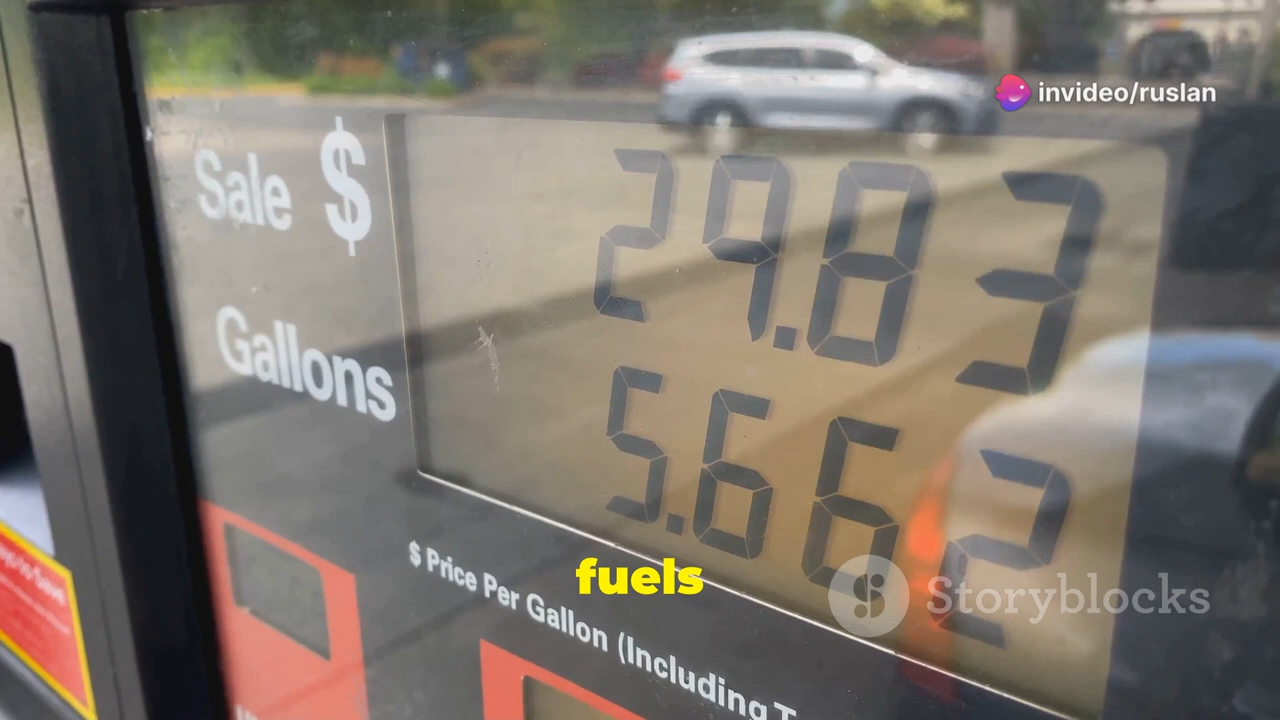 invideo/ruslan
Sale $ 29.83
Gallons 5.662
fuels
Storyblocks
$ Price Per Gallon (Including